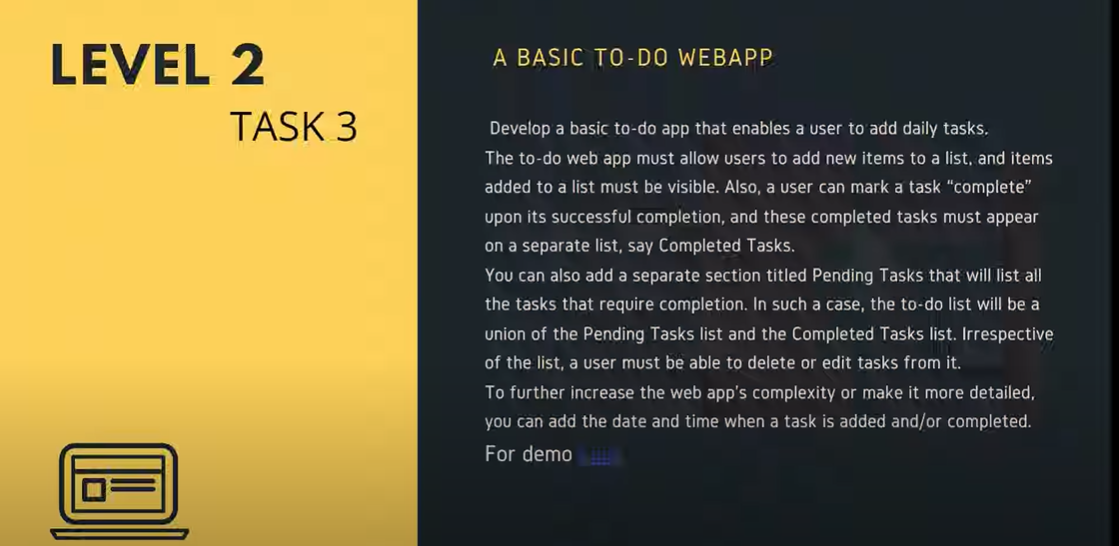 LEVEL 2
TASK 3
A BASIC TO-DO WEBAPP
Develop a basic to-do app that enables a user to add daily tasks.
The to-do web app must allow users to add new items to a list, and items
added to a list must be visible. Also, a user can mark a task “complete”
upon its successful completion, and these completed tasks must appear
on a separate list, say Completed Tasks.
You can also add a separate section titled Pending Tasks that will list all
the tasks that require completion. In such a case, the to-do list will be a
union of the Pending Tasks list and the Completed Tasks list. Irrespective
of the list, a user must be able to delete or edit tasks from it.
To further increase the web app's complexity or make it more detailed,
you can add the date and time when a task is added and/or completed.
For demo